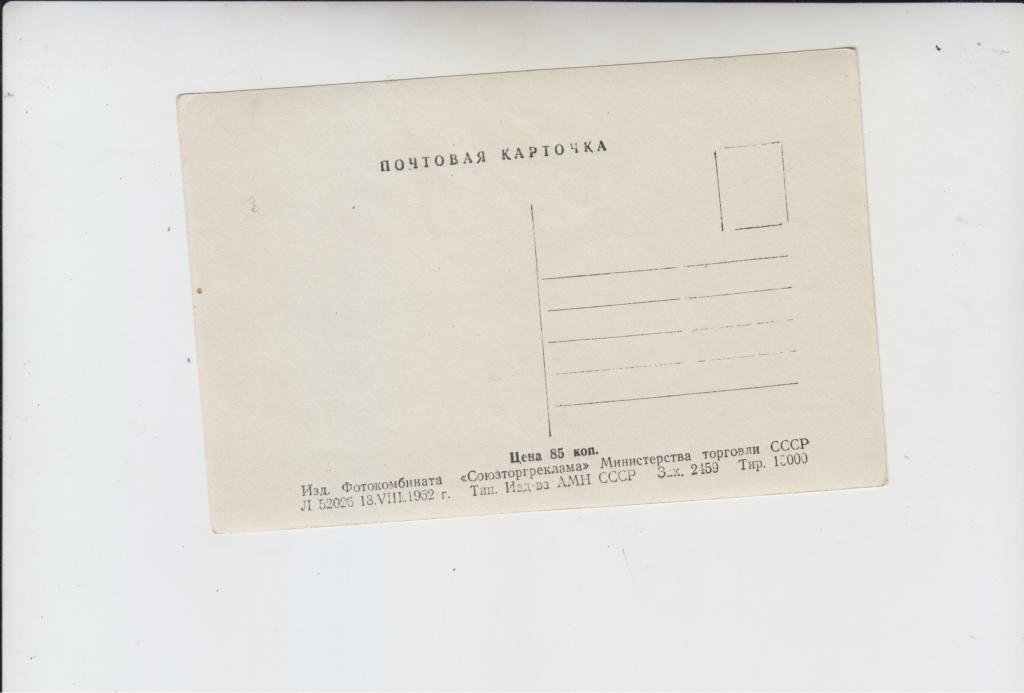 ПОЧТОВАЯ КАРТОЧКА
Цена 85 коп.
Изд. Фотокомбината «Союзторгреклама» Министерства торговли СССР
Л 52026 18.VIII.1952 г. Тип. Изд-ва АМН СССР Зак. 2459 Тир.